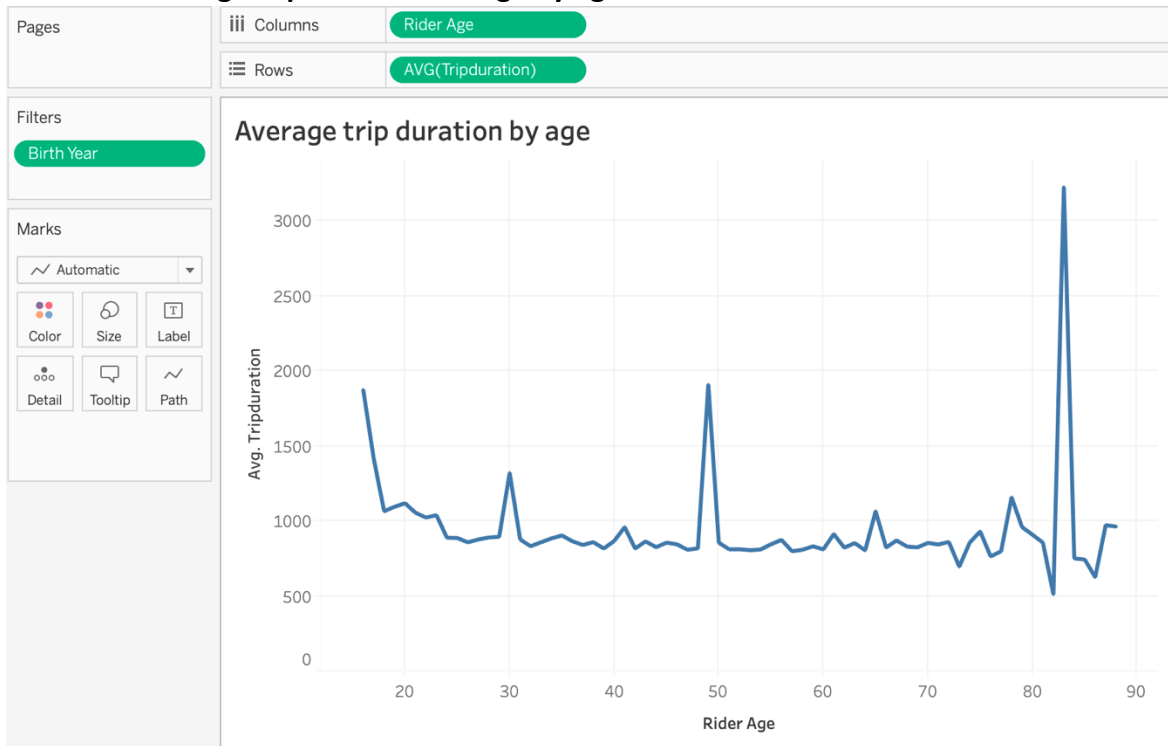 Pages
Columns
Rider Age
Rows
AVG(Tripduration)
Filters
Birth Year
Marks
Automatic
Color
Size
T
Label
Detail
Tooltip
Path
Average trip duration by age
Avg. Tripduration
3000
2500
2000
1500
1000
500
0
20 30 40 50 60 70 80 90
Rider Age